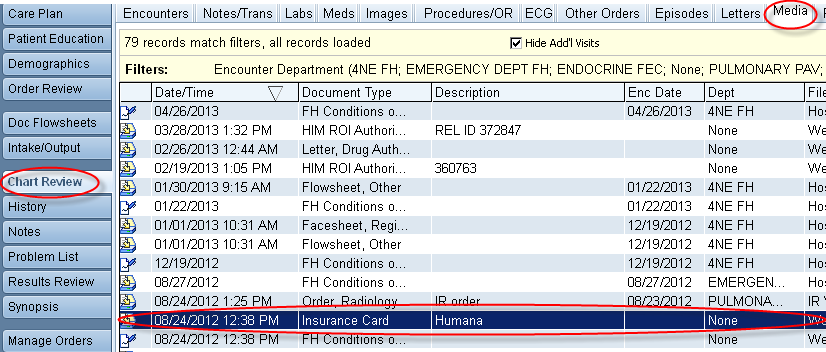 Care Plan
Patient Education
Demographics
Order Review
Doc Flowsheets
Intake/Output
Chart Review
History
Notes
Problem List
Results Review
Synopsis
Manage Orders
Encounters Notes/Trans Labs Meds Images Procedures/OR ECG Other Orders Episodes Letters Media
79 records match filters, all records loaded Hide Add'l Visits
Filters: Encounter Department (4NE FH; EMERGENCY DEPT FH; ENDOCRINE FEC; None; PULMONARY PAV;
Date/Time Document Type Description Enc Date Dept File
04/26/2013 FH Conditions o... 04/26/2013 4NE FH Hos
03/28/2013 1:32 PM HIM ROI Authori... REL ID 372847 None We
02/26/2013 12:44 AM Letter, Drug Auth... None We
02/19/2013 1:05 PM HIM ROI Authori... 360763 None We
01/30/2013 9:15 AM Flowsheet, Other 01/22/2013 4NE FH Hos
01/22/2013 FH Conditions o... 01/22/2013 4NE FH Hos
01/01/2013 10:31 AM Facesheet, Regi... 12/19/2012 4NE FH Hos
01/01/2013 10:31 AM Flowsheet, Other 12/19/2012 4NE FH Hos
12/19/2012 FH Conditions o... 12/19/2012 4NE FH Hos
08/27/2012 FH Conditions o... 08/27/2012 EMERGEN... Hos
08/24/2012 1:25 PM Order, Radiology IR order 08/23/2012 PULMONA... IR
08/24/2012 12:38 PM Insurance Card Humana None We
08/24/2012 FH Conditions o... None Hos